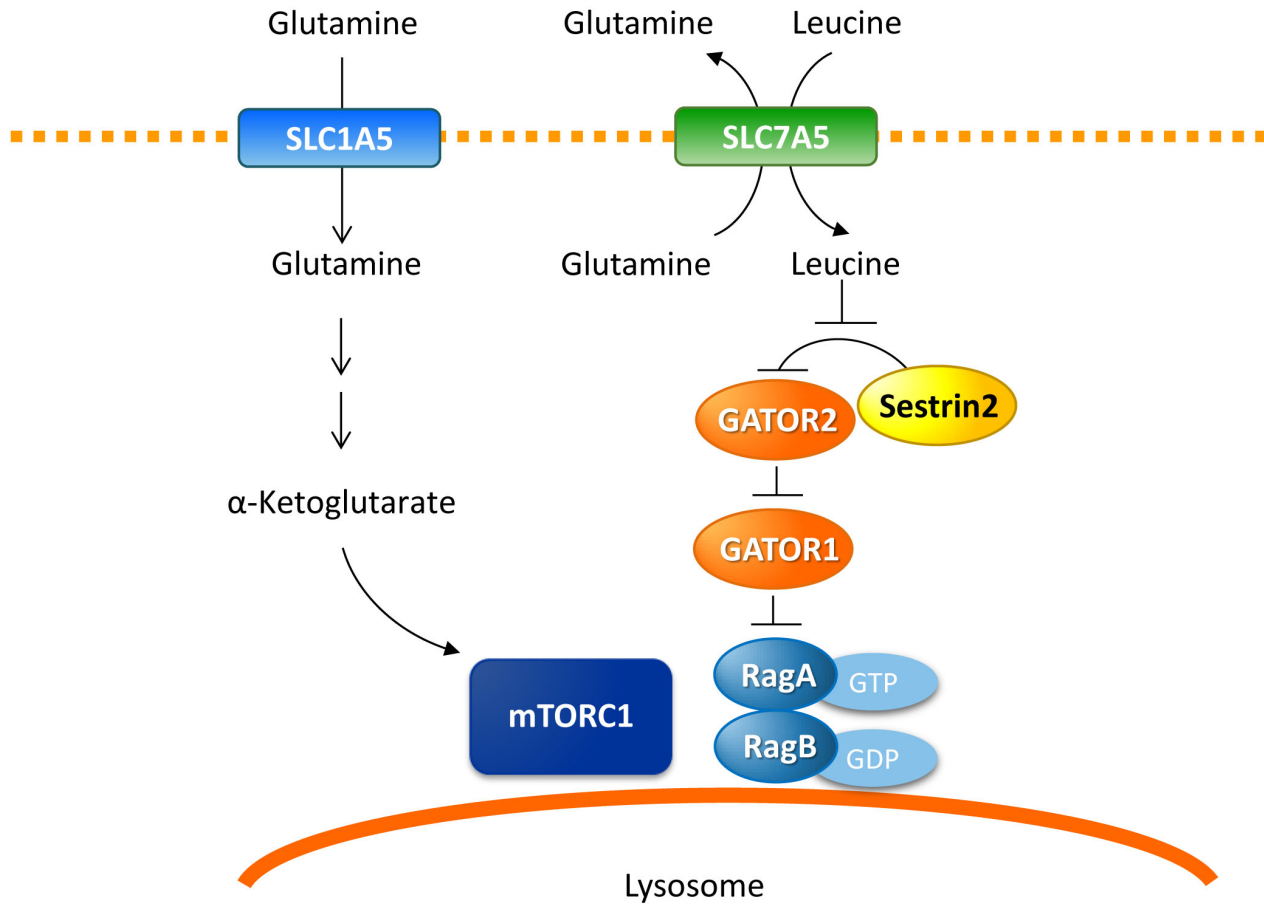 Glutamine
Glutamine
Leucine
SLC1A5
SLC7A5
Glutamine
Glutamine
Leucine
GATOR2
Sestrin2
α-Ketoglutarate
GATOR1
RagA
GTP
mTORC1
RagB
GDP
Lysosome